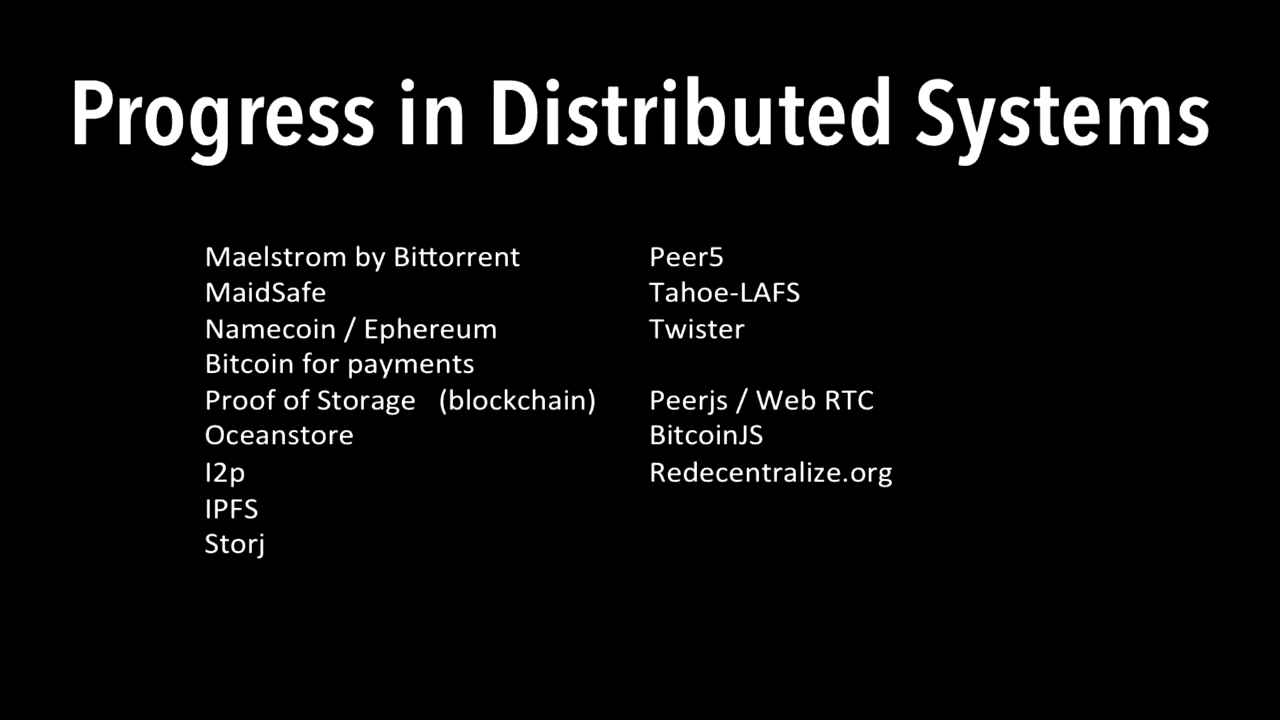 Progress in Distributed Systems
Maelstrom by Bittorrent
MaidSafe
Namecoin / Ephereum
Bitcoin for payments
Proof of Storage (blockchain)
Oceanstore
I2p
IPFS
Storj
Peer5
Tahoe-LAFS
Twister
Peerjs / Web RTC
BitcoinJS
Redecentralize.org